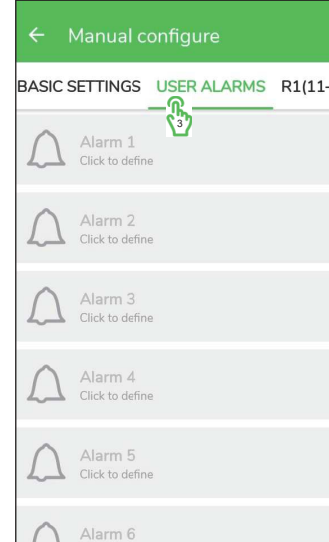 ← Manual configure
BASIC SETTINGS USER ALARMS R1(11-
3
Alarm 1
Click to define
Alarm 2
Click to define
Alarm 3
Click to define
Alarm 4
Click to define
Alarm 5
Click to define
Alarm 6